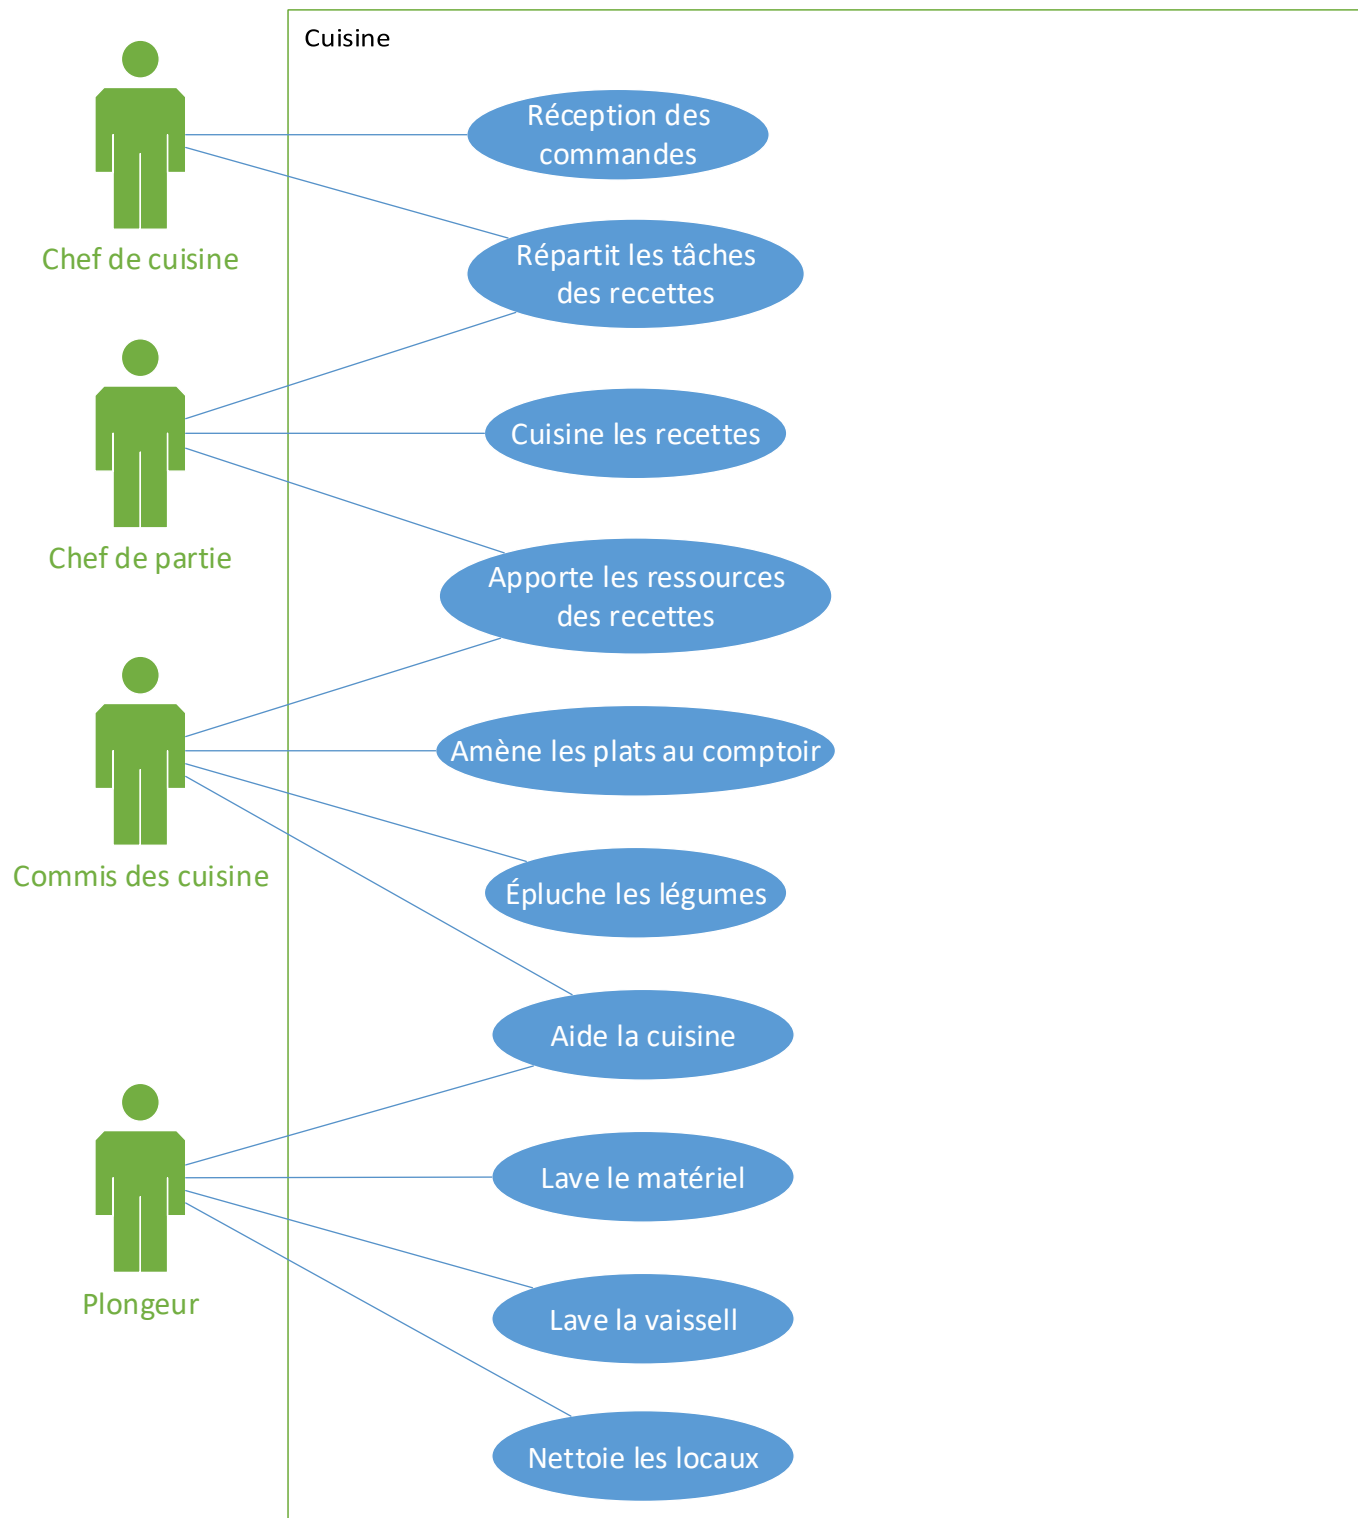 Cuisine
Réception des
commandes
Chef de cuisine
Répartit les tâches
des recettes
Cuisine les recettes
Chef de partie
Apporte les ressources
des recettes
Amène les plats au comptoir
Commis des cuisine
Épluche les légumes
Aide la cuisine
Lave le matériel
Plongeur
Lave la vaissell
Nettoie les locaux